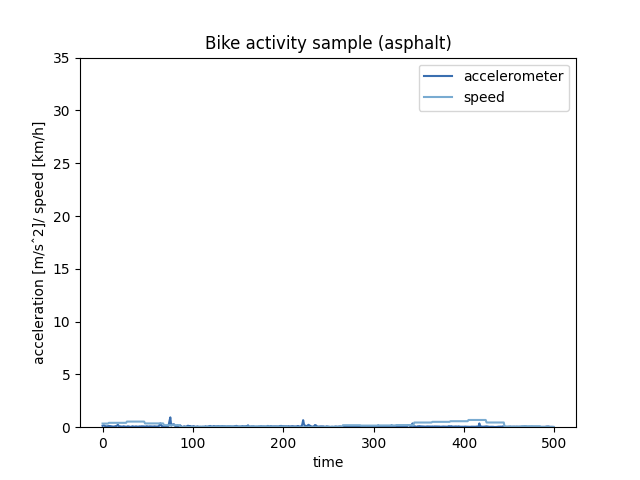 Bike activity sample (asphalt)
accelerometer
speed
acceleration [m/sˆ2]/ speed [km/h]
35
30
25
20
15
10
5
0
0 100 200 300 400 500
time